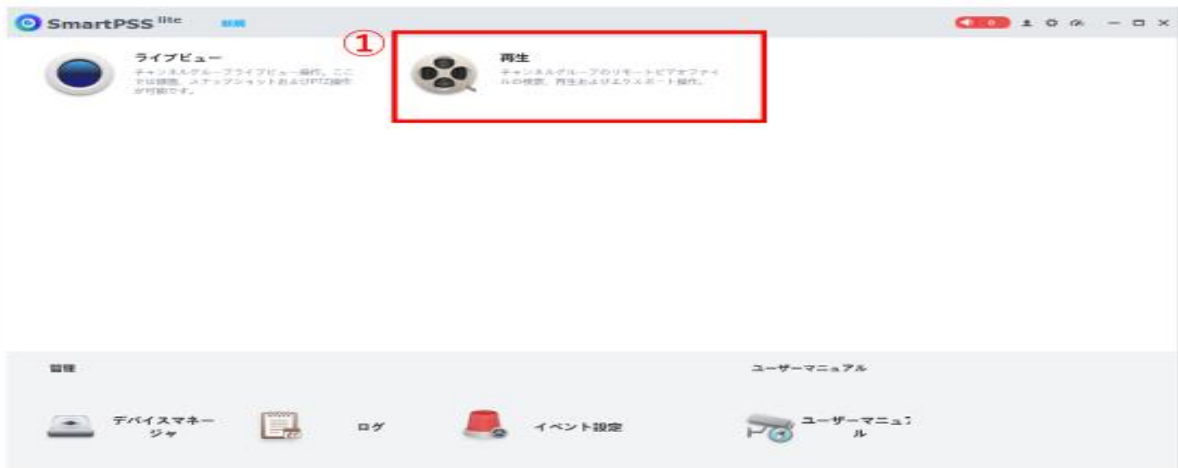 SmartPSS lite
新規
0
①
ライブビュー
チャンネルグループライブビュー操作。ここ
では録画、スナップショットおよびPTZ操作
が可能です。
再生
チャンネルグループのリモートビデオファイ
ルの検索、再生およびエクスポート操作。
管理
ユーザーマニュアル
デバイスマネー
ジャ
ログ
イベント設定
ユーザーマニュア
ル